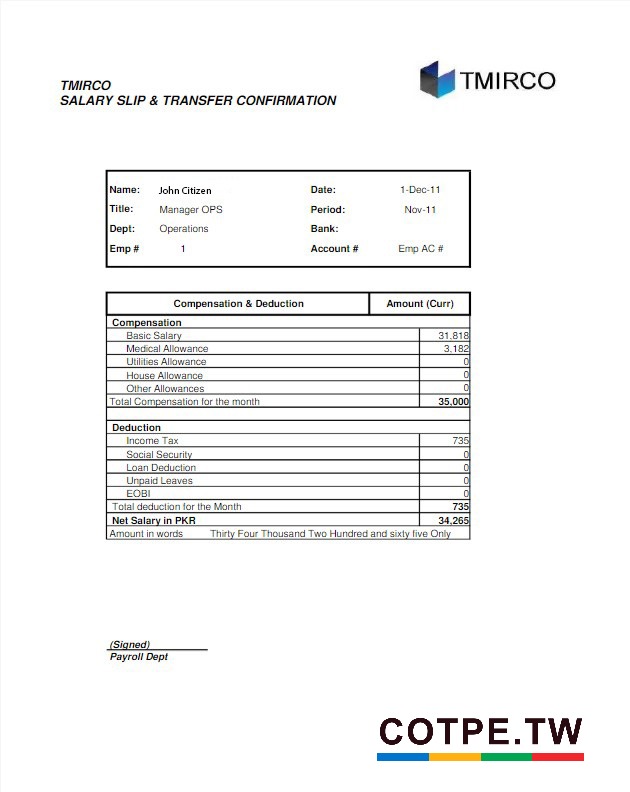 TMIRCO
TMIRCO
SALARY SLIP & TRANSFER CONFIRMATION
Name: John Citizen Date: 1-Dec-11
Title: Manager OPS Period: Nov-11
Dept: Operations Bank:
Emp # 1 Account # Emp AC #
Compensation & Deduction Amount (Curr)
Compensation
Basic Salary 31,818
Medical Allowance 3,182
Utilities Allowance 0
House Allowance 0
Other Allowances 0
Total Compensation for the month 35,000
Deduction
Income Tax 735
Social Security 0
Loan Deduction 0
Unpaid Leaves 0
EOBI 0
Total deduction for the Month 735
Net Salary in PKR 34,265
Amount in words Thirty Four Thousand Two Hundred and sixty five Only
(Signed)
Payroll Dept
COTPE.TW